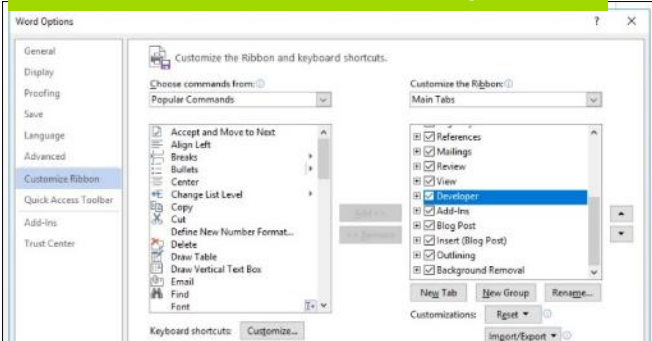 Word Options ? ×
General
Display
Proofing
Save
Language
Advanced
Customize Ribbon
Quick Access Toolbar
Add-Ins
Trust Center
Customize the Ribbon and keyboard shortcuts.
Choose commands from:
Popular Commands
Accept and Move to Next
Align Left
Breaks
Bullets
Center
Change List Level
Copy
Cut
Define New Number Format...
Delete
Draw Table
Draw Vertical Text Box
Email
Find
Font
Keyboard shortcuts: Customize...
Add >>
<< Remove
Customize the Ribbon:
Main Tabs
References
Mailings
Review
View
Developer
Add-Ins
Blog Post
Insert (Blog Post)
Outlining
Background Removal
New Tab New Group Rename...
Customizations: Reset
Import/Export